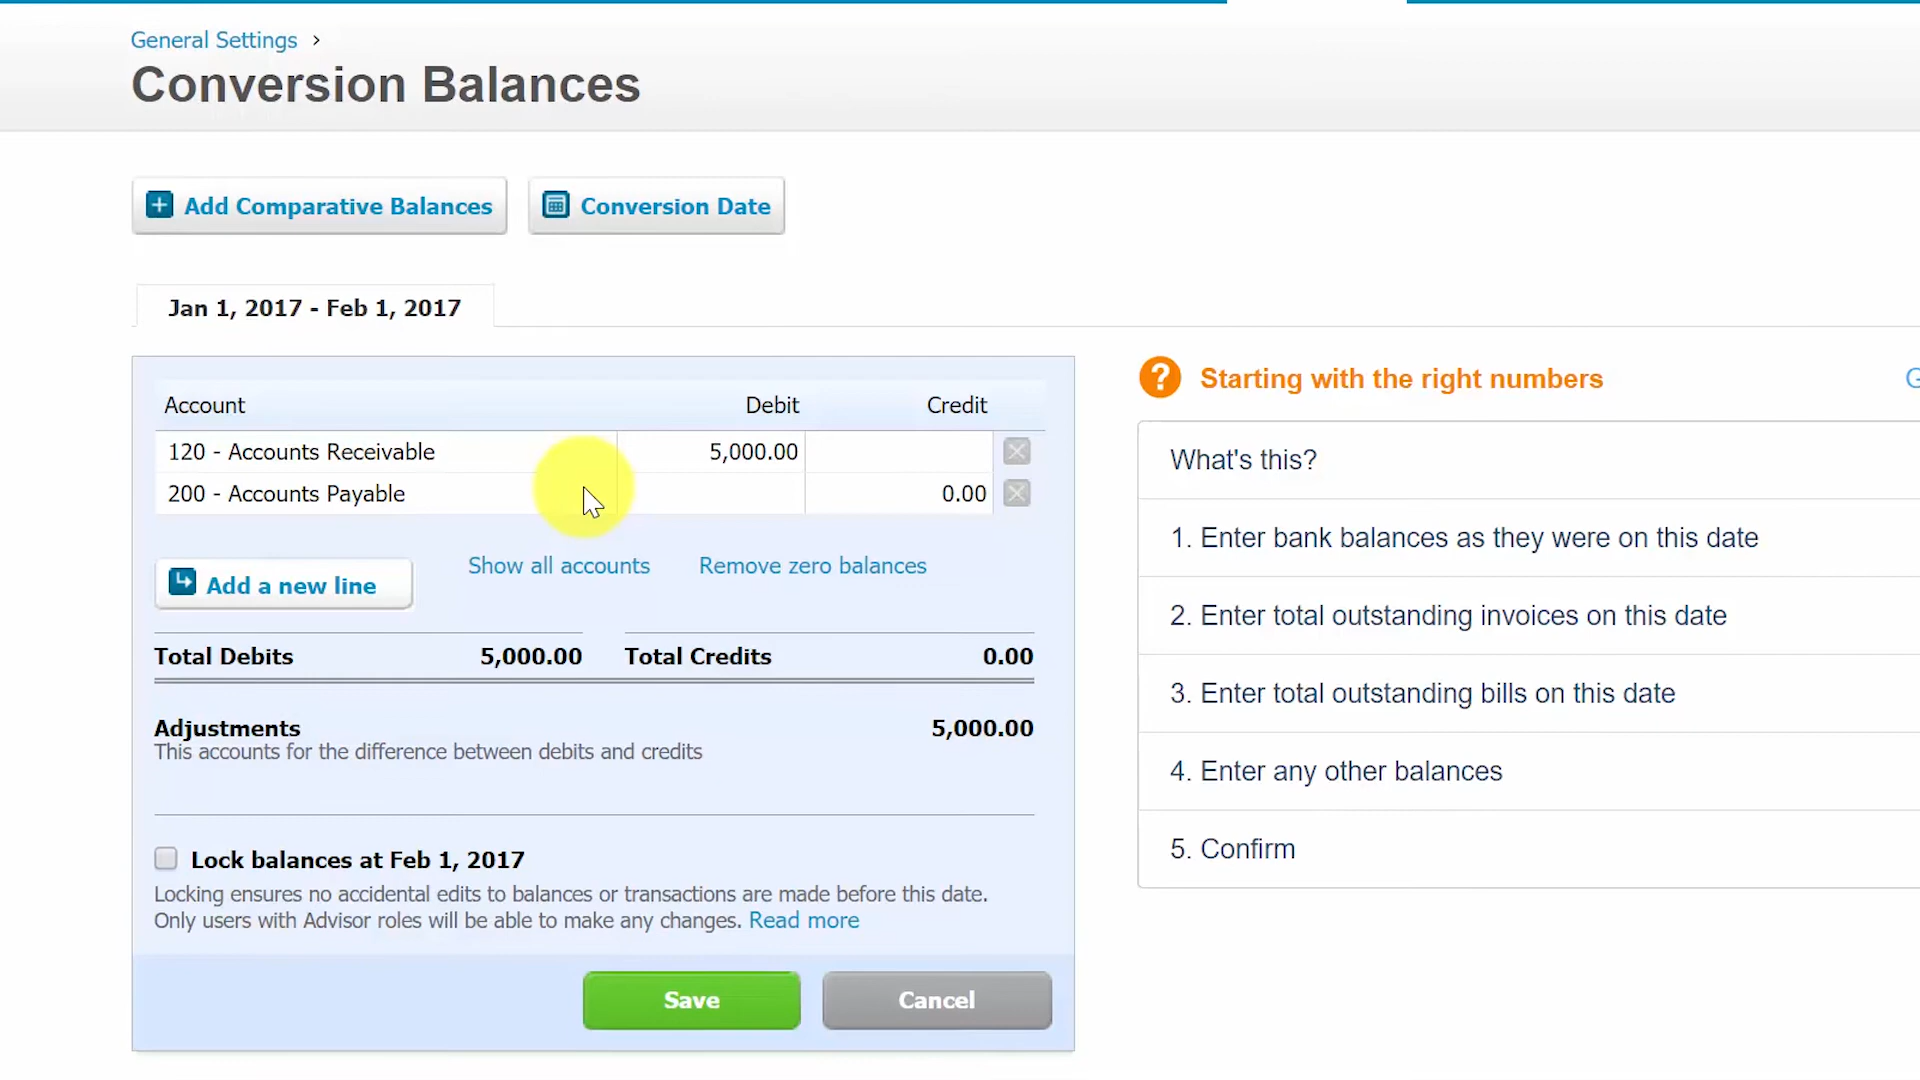 General Settings ›
Conversion Balances
Add Comparative Balances
Conversion Date
Jan 1, 2017 - Feb 1, 2017
Account Debit Credit
120 - Accounts Receivable 5,000.00
200 - Accounts Payable 0.00
Add a new line
Show all accounts
Remove zero balances
Total Debits 5,000.00 Total Credits 0.00
Adjustments 5,000.00
This accounts for the difference between debits and credits
Lock balances at Feb 1, 2017
Locking ensures no accidental edits to balances or transactions are made before this date.
Only users with Advisor roles will be able to make any changes. Read more
Save
Cancel
? Starting with the right numbers
What's this?
1. Enter bank balances as they were on this date
2. Enter total outstanding invoices on this date
3. Enter total outstanding bills on this date
4. Enter any other balances
5. Confirm